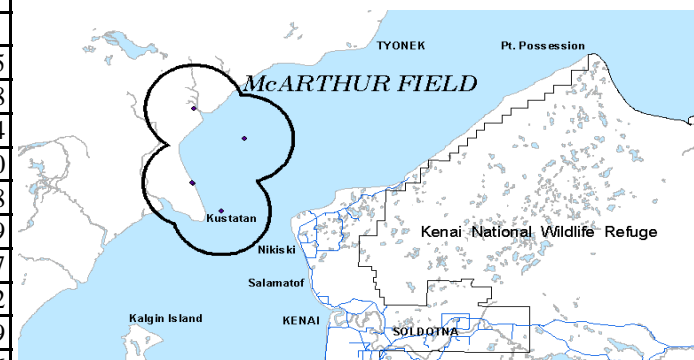 TYONEK
Pt. Possession
McARTHUR FIELD
Kustatan
Kenai National Wildlife Refuge
Nikiski
Salamatof
Kalgin Island
KENAI
SOLDOTNA